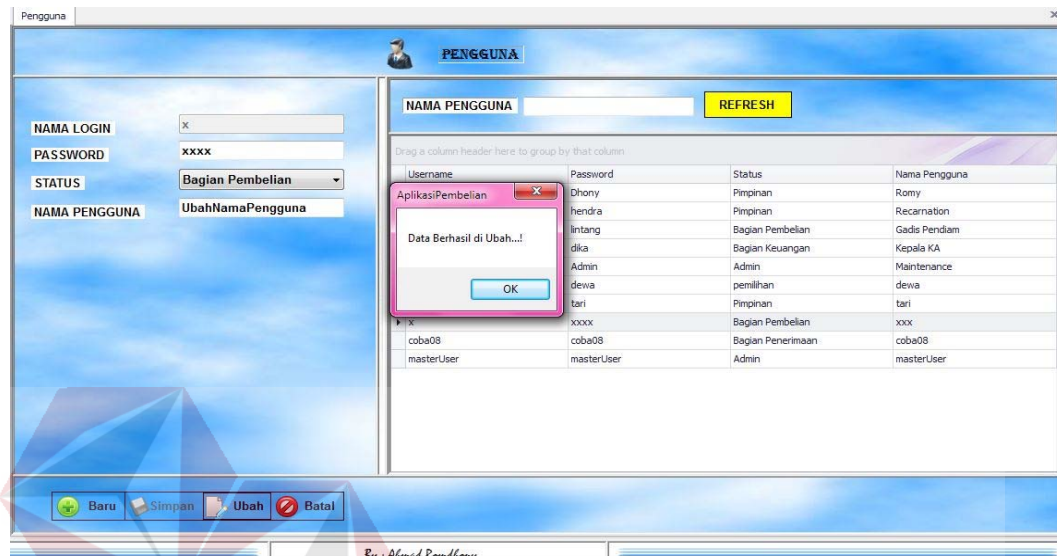 Pengguna
PENGGUNA
NAMA LOGIN x
PASSWORD xxxx
STATUS Bagian Pembelian
NAMA PENGGUNA UbahNamaPengguna
NAMA PENGGUNA REFRESH
Drag a column header here to group by that column
Username Password Status Nama Pengguna
Dhony Pimpinan Romy
hendra Pimpinan Recarnation
lintang Bagian Pembelian Gadis Pendiam
dika Bagian Keuangan Kepala KA
Admin Admin Maintenance
dewa pemilihan dewa
tari Pimpinan tari
x xxxx Bagian Pembelian xxx
coba08 coba08 Bagian Penerimaan coba08
masterUser masterUser Admin masterUser
AplikasiPembelian
Data Berhasil di Ubah...!
OK
Baru Simpan Ubah Batal
By : Ahmad